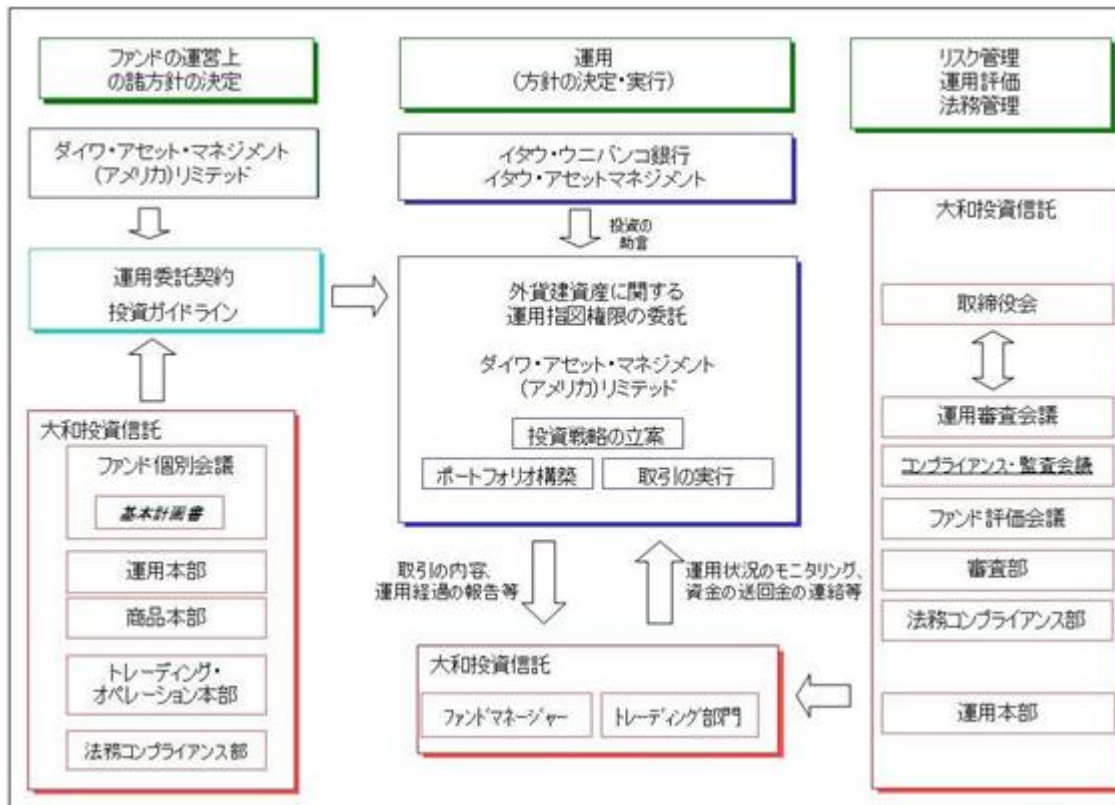 ファンドの運営上
の諸方針の決定
運用
(方針の決定・実行)
リスク管理
運用評価
法務管理
ダイワ・アセット・マネジメント
(アメリカ)リミテッド
イタウ・ウニバンコ銀行
イタウ・アセットマネジメント
投資の
助言
運用委託契約
投資ガイドライン
外貨建資産に関する
運用指図権限の委託
ダイワ・アセット・マネジメント
(アメリカ)リミテッド
投資戦略の立案
ポートフォリオ構築
取引の実行
大和投資信託
ファンド個別会議
基本計画書
運用本部
商品本部
トレーディング・
オペレーション本部
法務コンプライアンス部
取引の内容、
運用経過の報告等
運用状況のモニタリング、
資金の送回金の連絡等
大和投資信託
ファンドマネージャー
トレーディング部門
大和投資信託
取締役会
運用審査会議
コンプライアンス・監査会議
ファンド評価会議
審査部
法務コンプライアンス部
運用本部